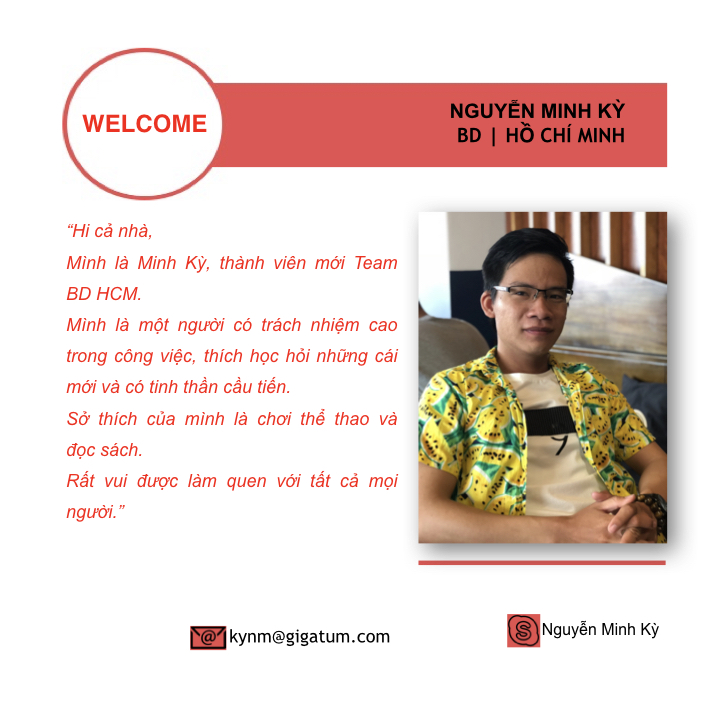 WELCOME
NGUYỄN MINH KỲ
BD | HỒ CHÍ MINH
“Hi cả nhà,
Mình là Minh Kỳ, thành viên mới Team
BD HCM.
Mình là một người có trách nhiệm cao
trong công việc, thích học hỏi những cái
mới và có tinh thần cầu tiến.
Sở thích của mình là chơi thể thao và
đọc sách.
Rất vui được làm quen với tất cả mọi
người.”
kynm@gigatum.com
Nguyễn Minh Kỳ